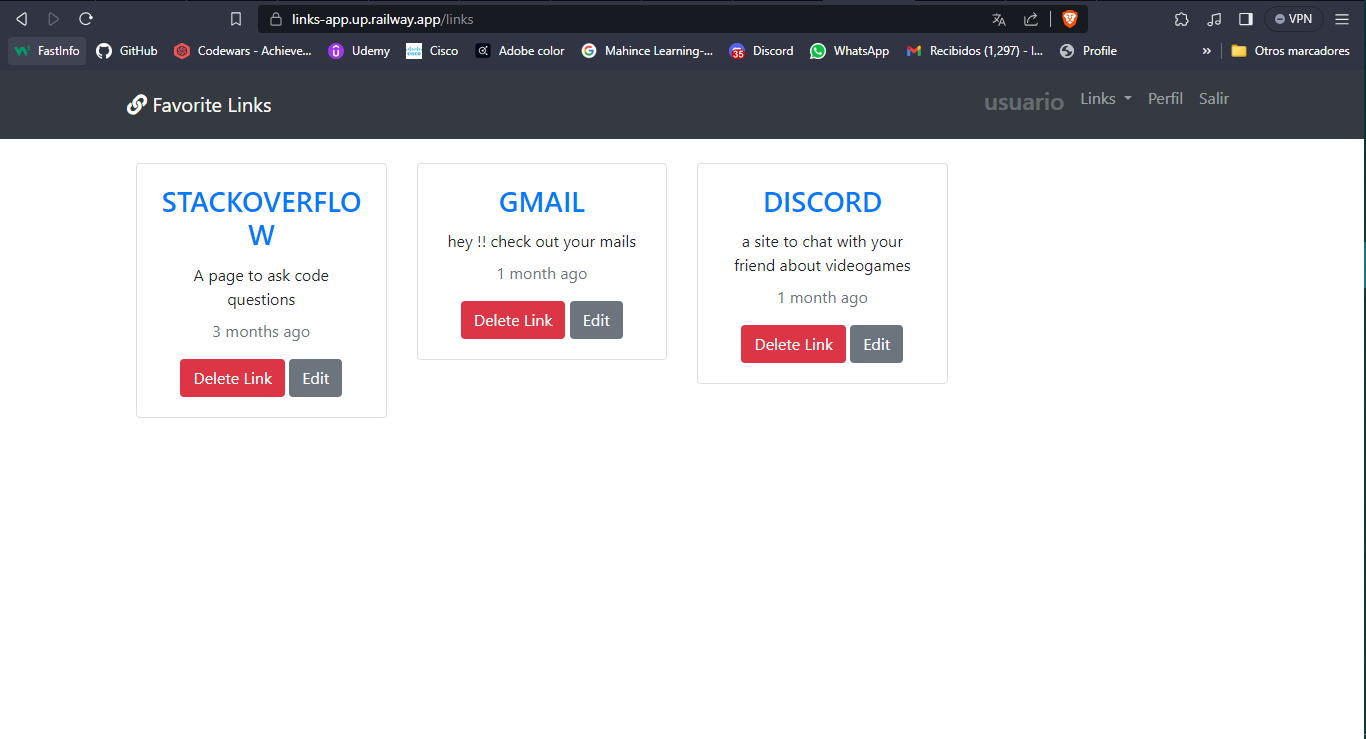 links-app.up.railway.app/links
VPN
FastInfo
GitHub
Codewars - Achieve...
Udemy
Cisco
Adobe color
Mahince Learning-...
35
Discord
WhatsApp
Recibidos (1,297) - l...
Profile
»
Otros marcadores
Favorite Links
usuario
Links
Perfil
Salir
STACKOVERFLO
W
A page to ask code
questions
3 months ago
Delete Link
Edit
GMAIL
hey !! check out your mails
1 month ago
Delete Link
Edit
DISCORD
a site to chat with your
friend about videogames
1 month ago
Delete Link
Edit